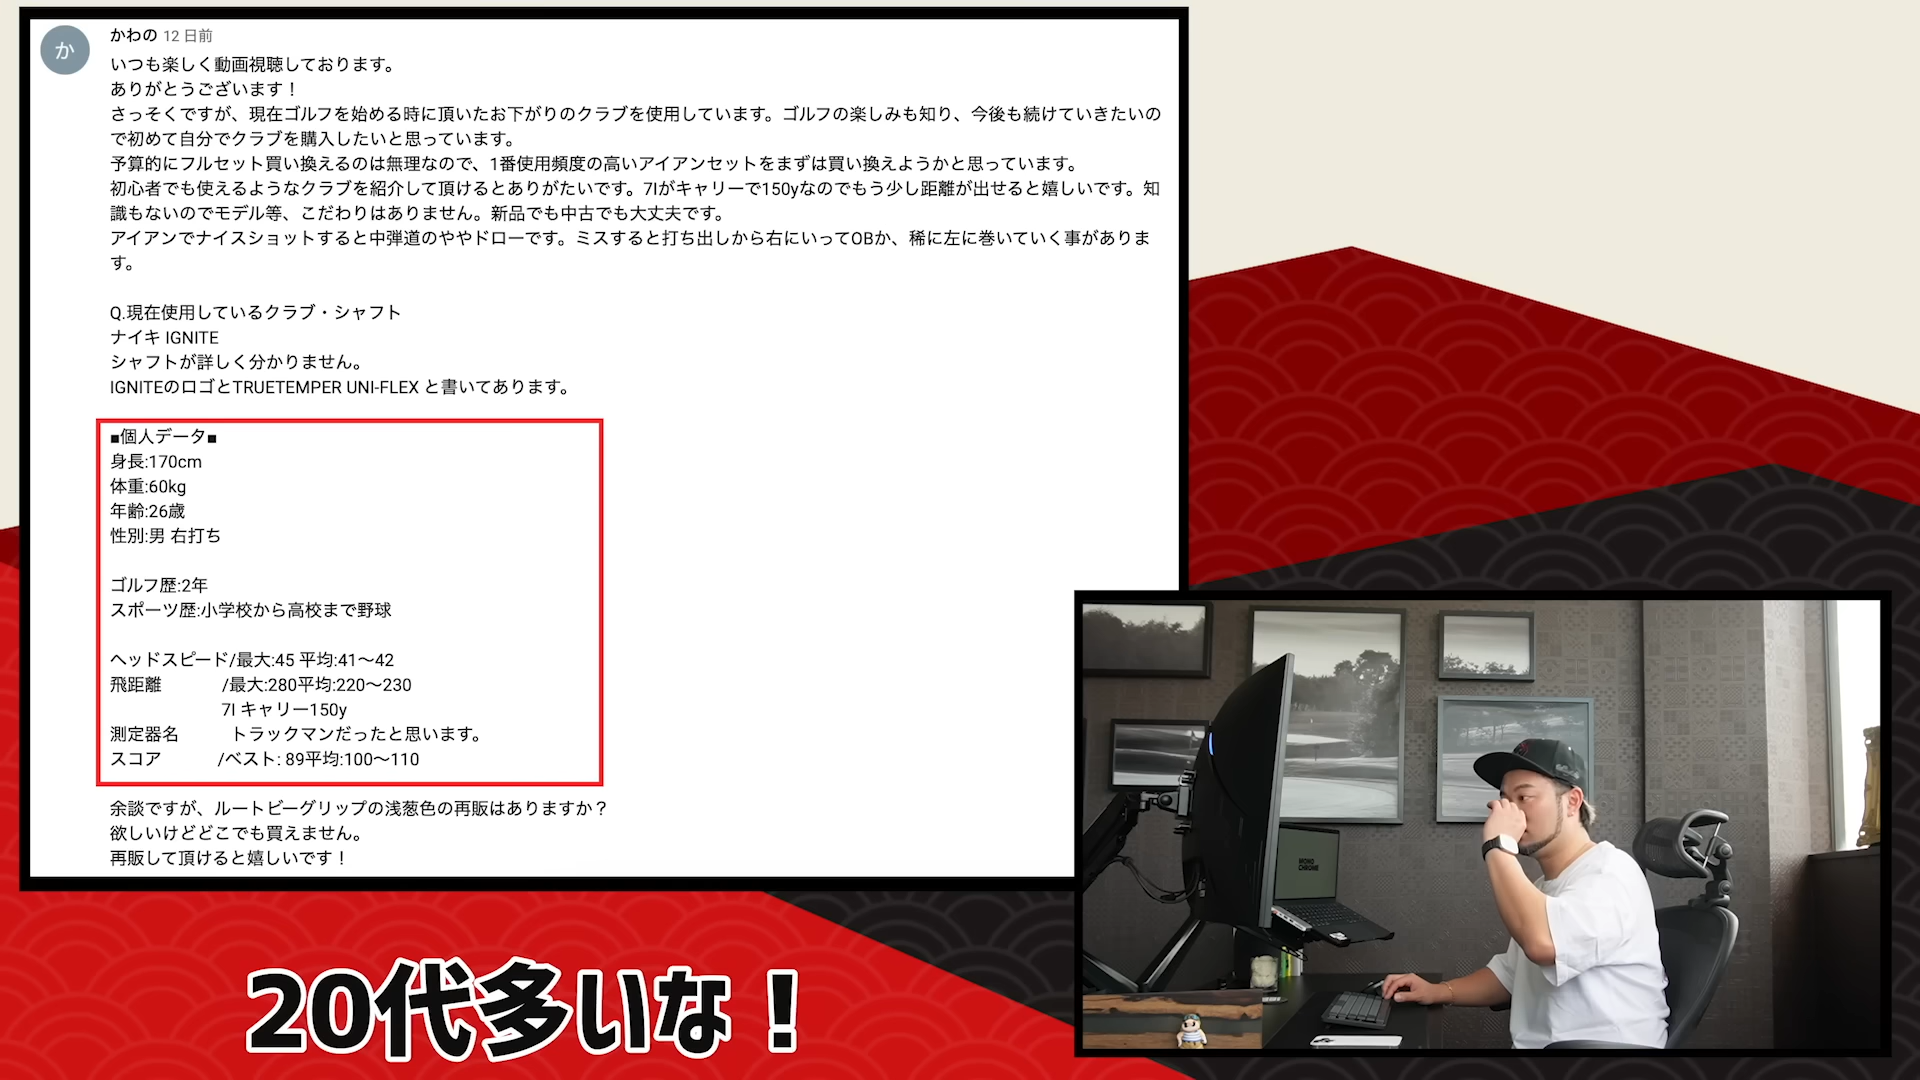 か
かわの 12 日前
いつも楽しく動画視聴しております。
ありがとうございます！
さっそくですが、現在ゴルフを始める時に頂いたお下がりのクラブを使用しています。ゴルフの楽しみも知り、今後も続けていきたいの
で初めて自分でクラブを購入したいと思っています。
予算的にフルセット買い換えるのは無理なので、1番使用頻度の高いアイアンセットをまずは買い換えようかと思っています。
初心者でも使えるようなクラブを紹介して頂けるとありがたいです。7Iがキャリーで150yなのでもう少し距離が出せると嬉しいです。知
識もないのでモデル等、こだわりはありません。新品でも中古でも大丈夫です。
アイアンでナイスショットすると中弾道のややドローです。ミスすると打ち出しから右にいってOBか、稀に左に巻いていく事がありま
す。
Q.現在使用しているクラブ・シャフト
ナイキ IGNITE
シャフトが詳しく分かりません。
IGNITEのロゴとTRUETEMPER UNI-FLEX と書いてあります。
■個人データ■
身長:170cm
体重:60kg
年齢:26歳
性別:男 右打ち
ゴルフ歴:2年
スポーツ歴:小学校から高校まで野球
ヘッドスピード/最大:45 平均:41〜42
飛距離 /最大:280平均:220〜230
7I キャリー150y
測定器名 トラックマンだったと思います。
スコア /ベスト: 89平均:100〜110
余談ですが、ルートビーグリップの浅葱色の再販はありますか？
欲しいけどどこでも買えません。
再販して頂けると嬉しいです！
MONO
CHROME
20代多いな！